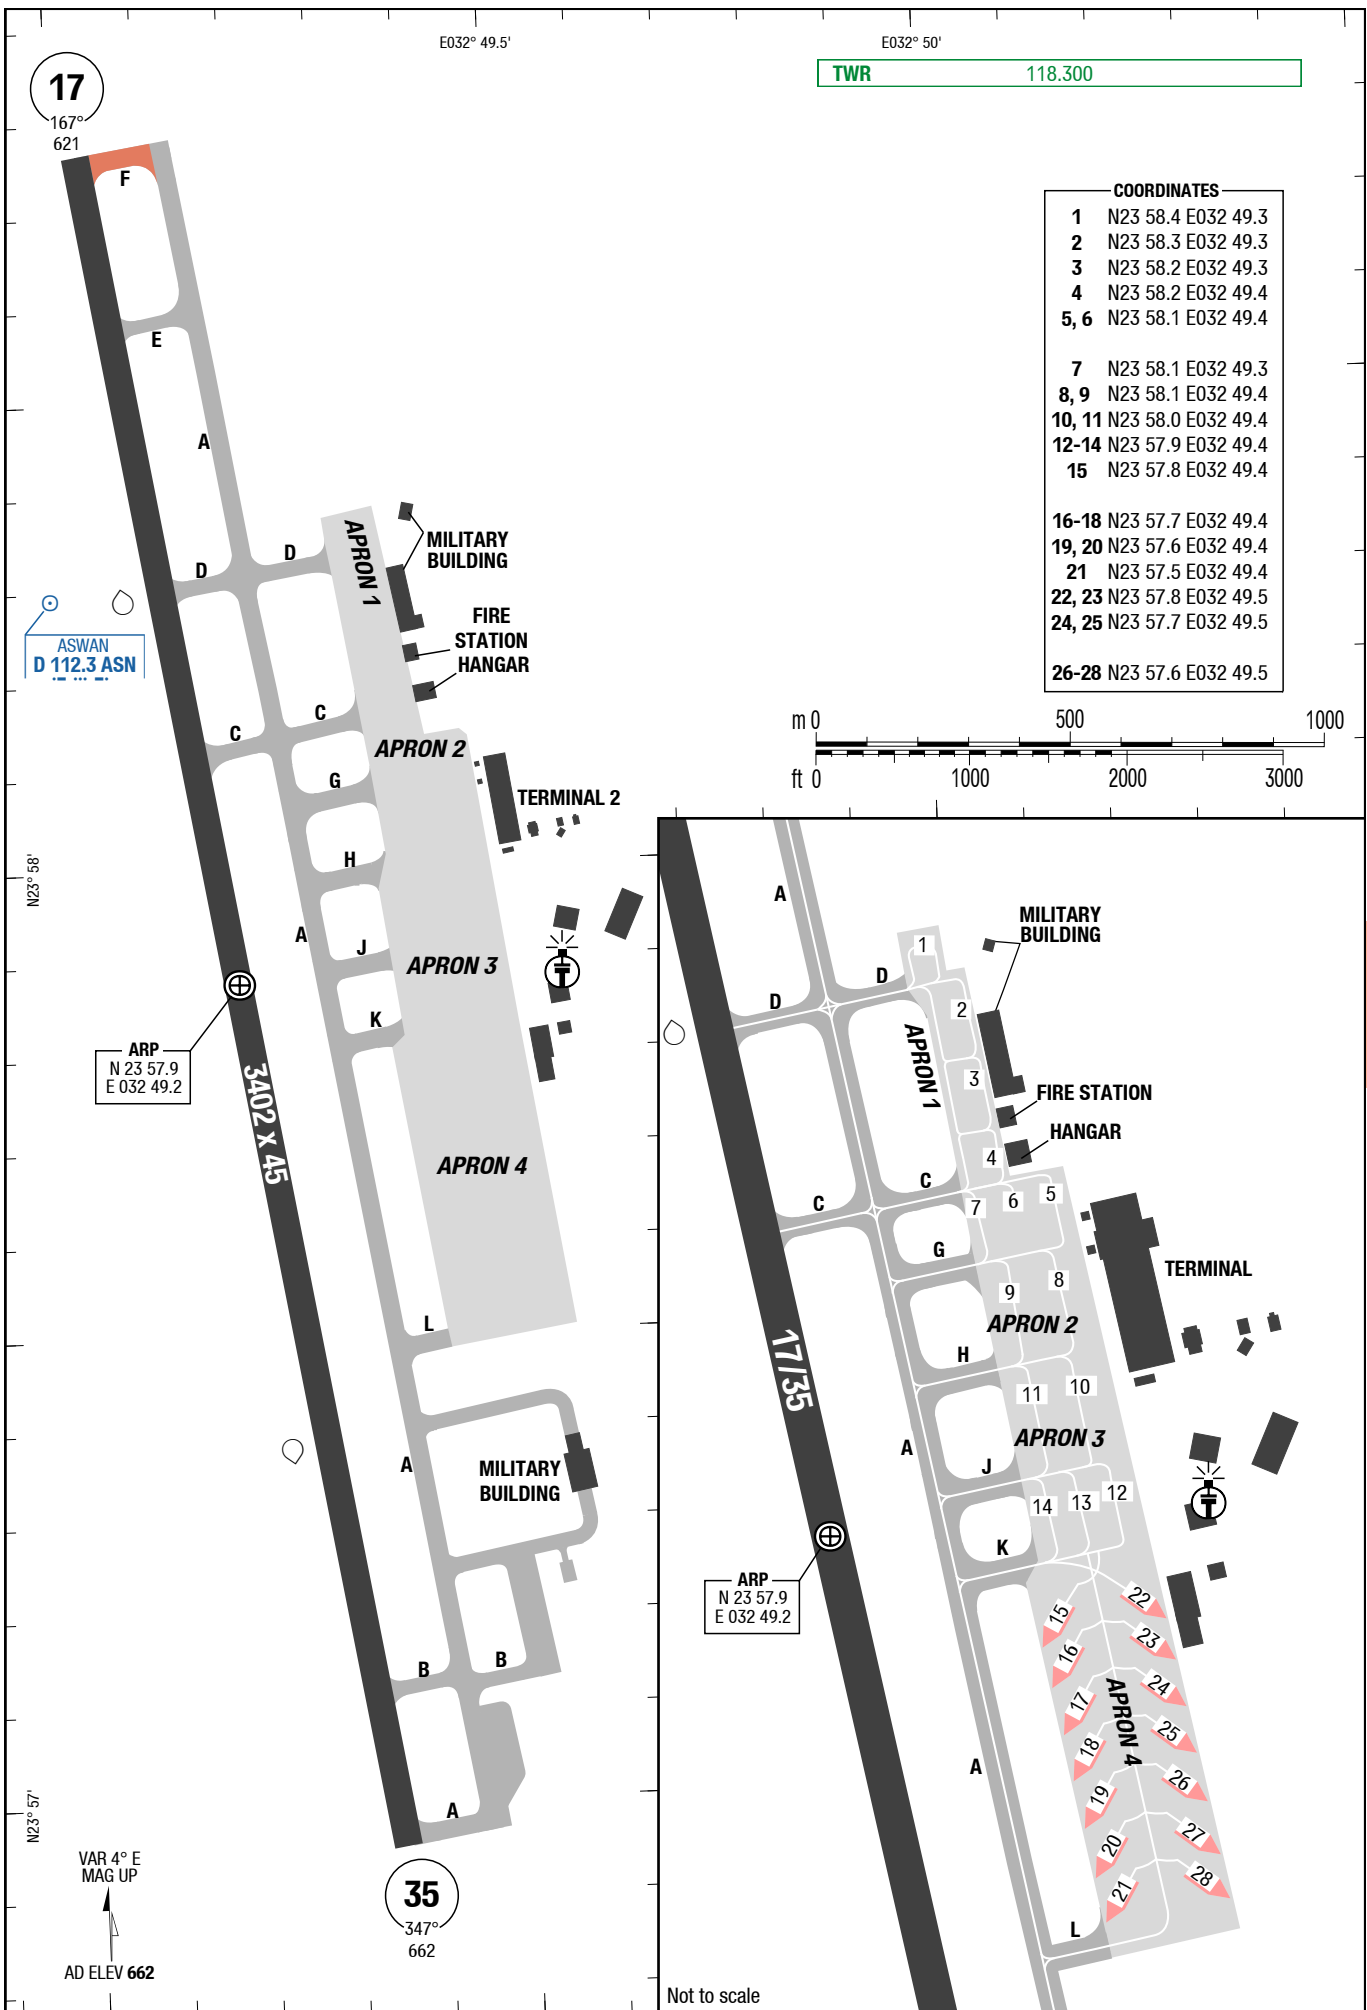 E032° 49.5'
E032° 50'
17
167°
621
TWR 118.300
COORDINATES
1 N23 58.4 E032 49.3
2 N23 58.3 E032 49.3
3 N23 58.2 E032 49.3
4 N23 58.2 E032 49.4
5, 6 N23 58.1 E032 49.4
7 N23 58.1 E032 49.3
8, 9 N23 58.1 E032 49.4
10, 11 N23 58.0 E032 49.4
12-14 N23 57.9 E032 49.4
15 N23 57.8 E032 49.4
16-18 N23 57.7 E032 49.4
19, 20 N23 57.6 E032 49.4
21 N23 57.5 E032 49.4
22, 23 N23 57.8 E032 49.5
24, 25 N23 57.7 E032 49.5
26-28 N23 57.6 E032 49.5
m 0 500 1000
ft 0 1000 2000 3000
F
E
A
D
D
APRON 1
MILITARY
BUILDING
FIRE
STATION
HANGAR
ASWAN
D 112.3 ASN
C
C
APRON 2
G
TERMINAL 2
H
N23° 58'
A
J
APRON 3
K
ARP
N 23 57.9
E 032 49.2
3402 x 45
APRON 4
L
A
MILITARY
BUILDING
B
B
A
N23° 57'
35
347°
662
VAR 4° E
MAG UP
AD ELEV 662
A
MILITARY
BUILDING
1
D
D
2
APRON 1
3
FIRE STATION
HANGAR
4
C
C
7
6
5
G
TERMINAL
9
8
APRON 2
H
17/35
11
10
APRON 3
A
J
14
13
12
K
ARP
N 23 57.9
E 032 49.2
15
22
16
23
17
24
APRON 4
18
25
A
19
26
20
27
21
28
L
Not to scale